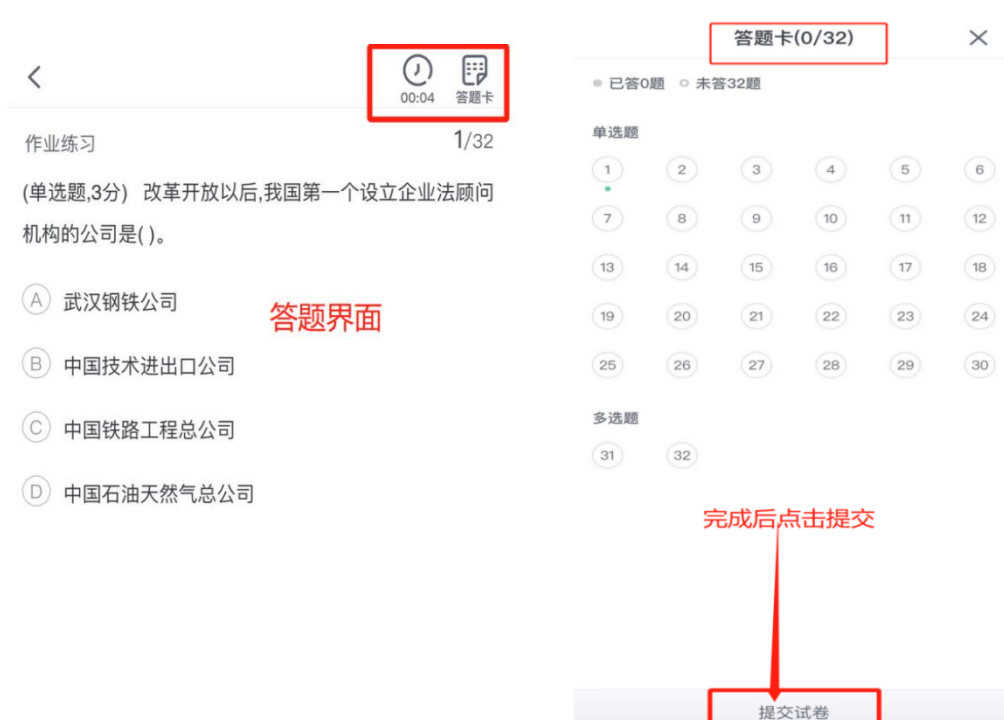 00:04 答题卡
作业练习 1/32
(单选题,3分) 改革开放以后,我国第一个设立企业法顾问
机构的公司是( )。
A 武汉钢铁公司
答题界面
B 中国技术进出口公司
C 中国铁路工程总公司
D 中国石油天然气总公司
答题卡(0/32)
已答0题 未答32题
单选题
1 2 3 4 5 6
7 8 9 10 11 12
13 14 15 16 17 18
19 20 21 22 23 24
25 26 27 28 29 30
多选题
31 32
完成后点击提交
提交试卷